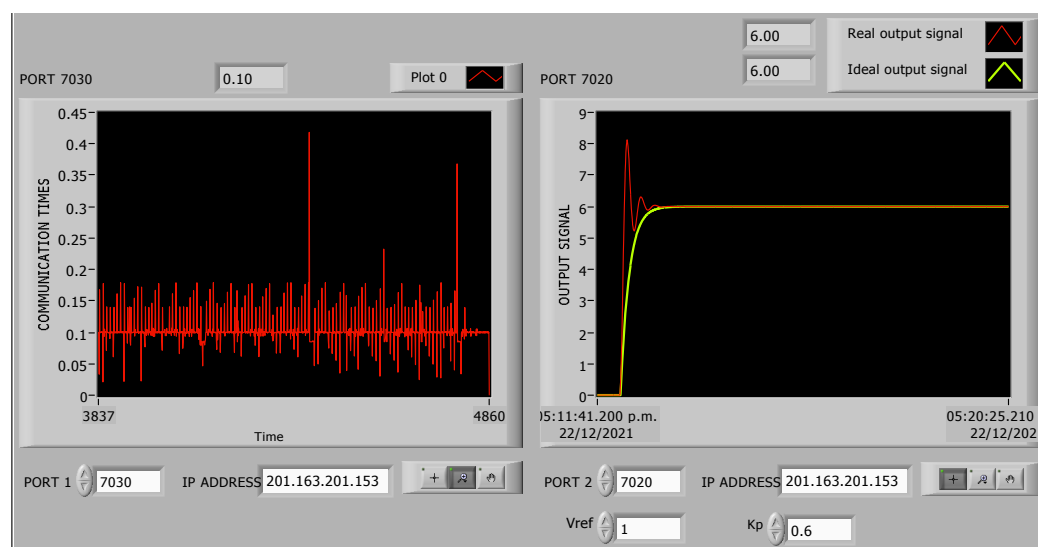 PORT 7030
0.10
Plot 0
0.45
0.4
0.35
0.3
0.25
0.2
0.15
0.1
0.05
0
COMMUNICATION TIMES
3837
4860
Time
PORT 1
7030
IP ADDRESS
201.163.201.153
6.00
Real output signal
6.00
Ideal output signal
PORT 7020
9
8
7
6
5
4
3
2
1
0
OUTPUT SIGNAL
05:11:41.200 p.m.
22/12/2021
05:20:25.210
22/12/202
PORT 2
7020
IP ADDRESS
201.163.201.153
Vref
1
Kp
0.6